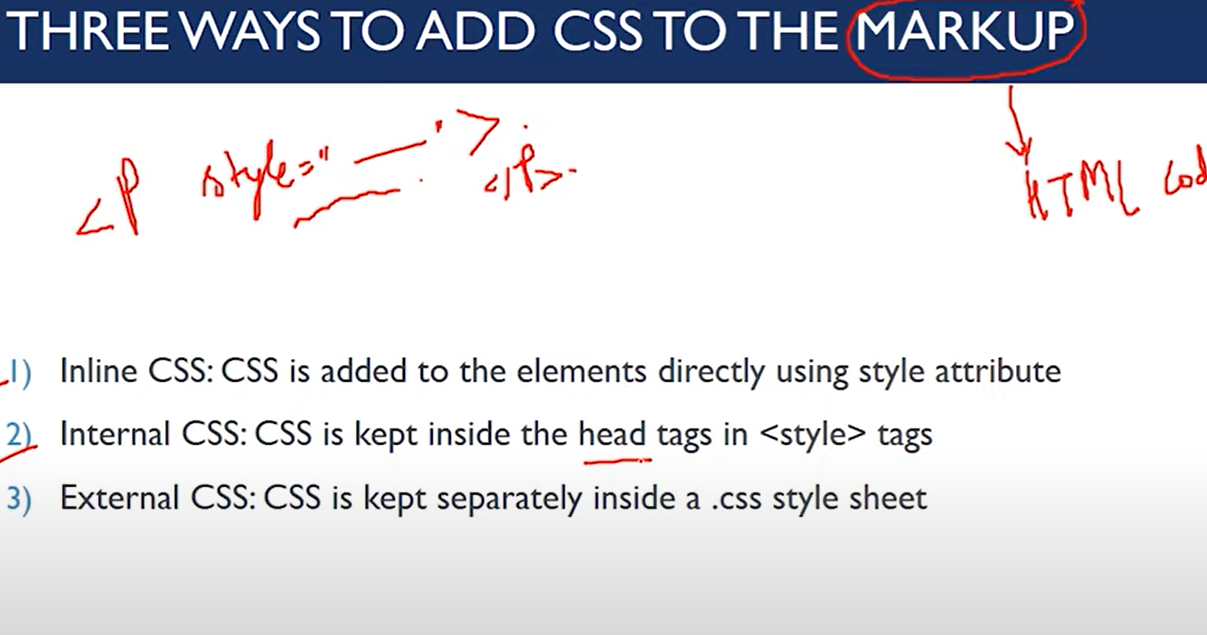 THREE WAYS TO ADD CSS TO THE MARKUP
<P style=" "> </P>
HTML Cod
1) Inline CSS: CSS is added to the elements directly using style attribute
2) Internal CSS: CSS is kept inside the head tags in <style> tags
3) External CSS: CSS is kept separately inside a .css style sheet